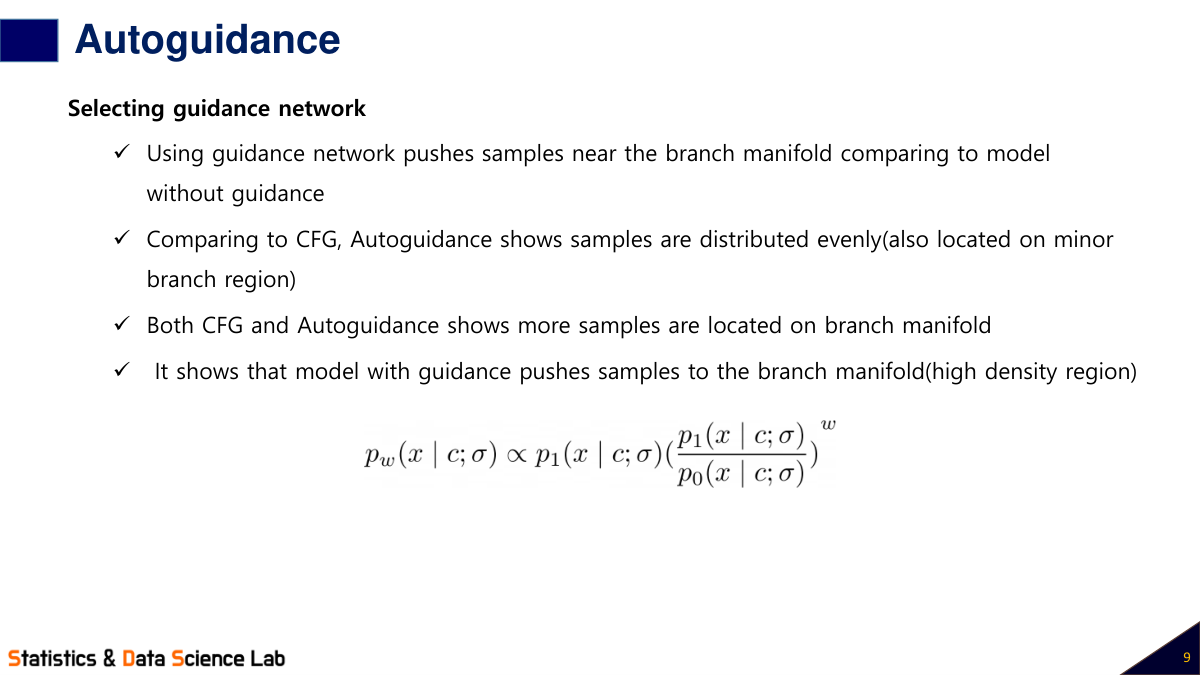 Autoguidance
Selecting guidance network
✓ Using guidance network pushes samples near the branch manifold comparing to model
without guidance
✓ Comparing to CFG, Autoguidance shows samples are distributed evenly(also located on minor
branch region)
✓ Both CFG and Autoguidance shows more samples are located on branch manifold
✓ It shows that model with guidance pushes samples to the branch manifold(high density region)
p_w(x | c; σ) ∝ p_1(x | c; σ)(\frac{p_1(x | c; σ)}{p_0(x | c; σ)})^w
Statistics & Data Science Lab
9